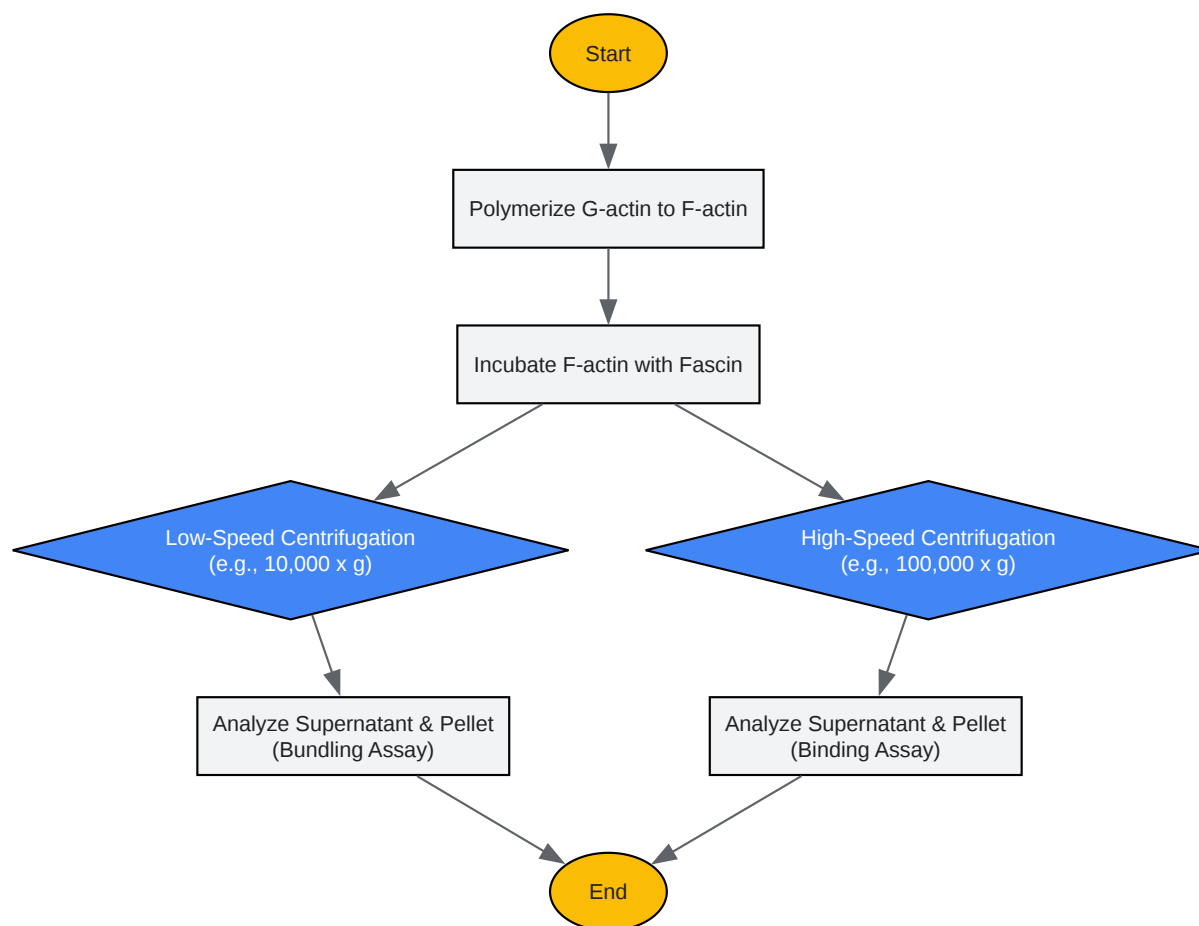 Start
Polymerize G-actin to F-actin
Incubate F-actin with Fascin
Low-Speed Centrifugation
(e.g., 10,000 x g)
High-Speed Centrifugation
(e.g., 100,000 x g)
Analyze Supernatant & Pellet
(Bundling Assay)
Analyze Supernatant & Pellet
(Binding Assay)
End